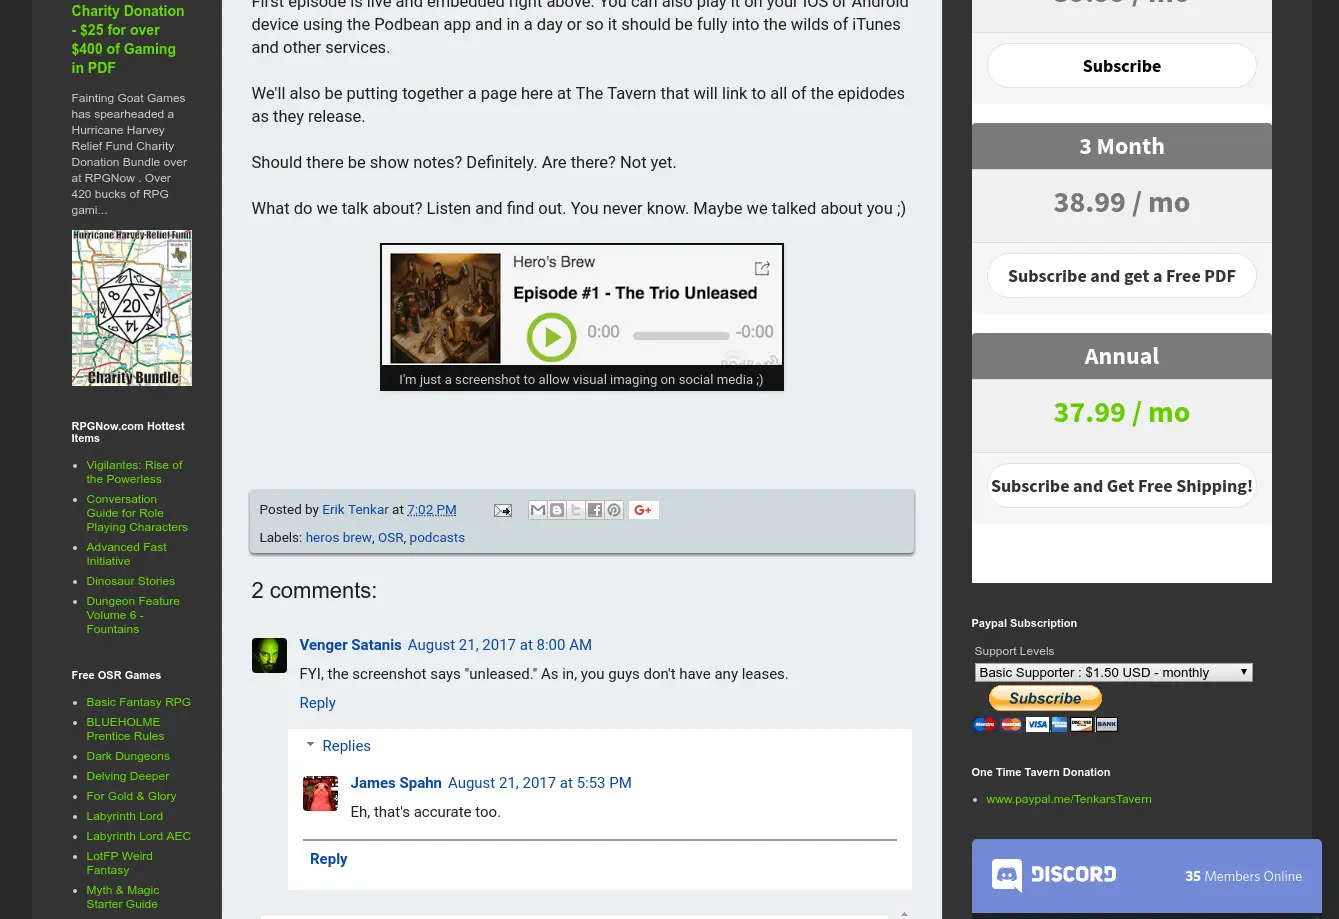 Charity Donation
- $25 for over
$400 of Gaming
in PDF
Fainting Goat Games
has spearheaded a
Hurricane Harvey
Relief Fund Charity
Donation Bundle over
at RPGNow . Over
420 bucks of RPG
gami...
Hurricane Harvey Relief Fund
8
2
20
14
Charity Bundle
RPGNow.com Hottest
Items
Vigilantes: Rise of
the Powerless
Conversation
Guide for Role
Playing Characters
Advanced Fast
Initiative
Dinosaur Stories
Dungeon Feature
Volume 6 -
Fountains
Free OSR Games
Basic Fantasy RPG
BLUEHOLME
Prentice Rules
Dark Dungeons
Delving Deeper
For Gold & Glory
Labyrinth Lord
Labyrinth Lord AEC
LotFP Weird
Fantasy
Myth & Magic
Starter Guide
First episode is live and embedded right above. You can also play it on your iOS or Android
device using the Podbean app and in a day or so it should be fully into the wilds of iTunes
and other services.
We'll also be putting together a page here at The Tavern that will link to all of the epidodes
as they release.
Should there be show notes? Definitely. Are there? Not yet.
What do we talk about? Listen and find out. You never know. Maybe we talked about you ;)
Hero's Brew
Episode #1 - The Trio Unleased
0:00 -0:00
PodBean
I'm just a screenshot to allow visual imaging on social media ;)
Posted by Erik Tenkar at 7:02 PM
G+
Labels: heros brew, OSR, podcasts
2 comments:
Venger Satanis August 21, 2017 at 8:00 AM
FYI, the screenshot says "unleased." As in, you guys don't have any leases.
Reply
Replies
James Spahn August 21, 2017 at 5:53 PM
Eh, that's accurate too.
Reply
Subscribe
3 Month
38.99 / mo
Subscribe and get a Free PDF
Annual
37.99 / mo
Subscribe and Get Free Shipping!
Paypal Subscription
Support Levels
Basic Supporter : $1.50 USD - monthly
Subscribe
VISA
BANK
One Time Tavern Donation
www.paypal.me/TenkarsTavern
DISCORD
35 Members Online